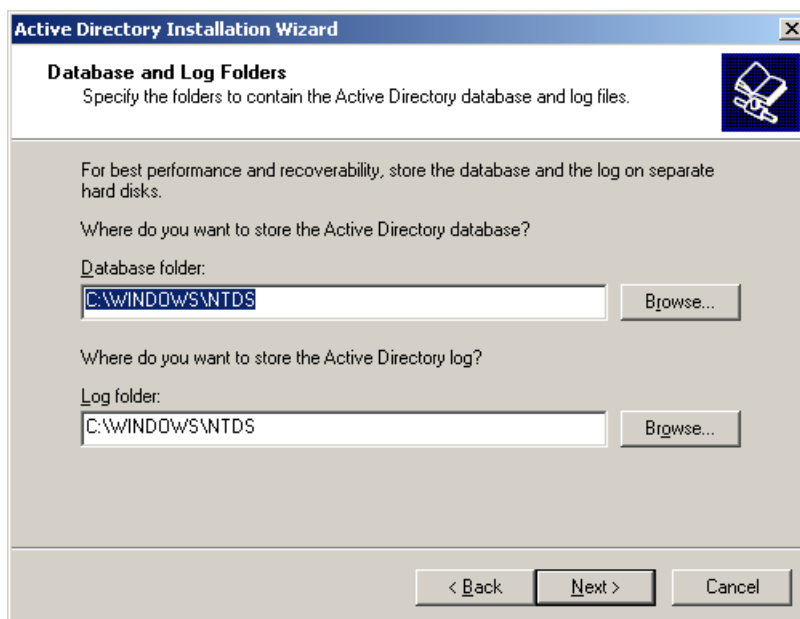 Active Directory Installation Wizard
Database and Log Folders
Specify the folders to contain the Active Directory database and log files.
For best performance and recoverability, store the database and the log on separate
hard disks.
Where do you want to store the Active Directory database?
Database folder:
C:\WINDOWS\NTDS
Browse...
Where do you want to store the Active Directory log?
Log folder:
C:\WINDOWS\NTDS
Browse...
< Back Next > Cancel